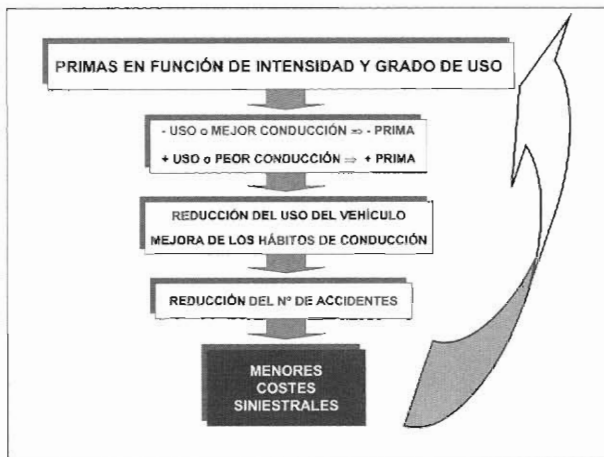 PRIMAS EN FUNCIÓN DE INTENSIDAD Y GRADO DE USO
- USO o MEJOR CONDUCCIÓN ⇒ - PRIMA
+ USO o PEOR CONDUCCIÓN ⇒ + PRIMA
REDUCCIÓN DEL USO DEL VEHÍCULO
MEJORA DE LOS HÁBITOS DE CONDUCCIÓN
REDUCCIÓN DEL Nº DE ACCIDENTES
MENORES
COSTES
SINIESTRALES